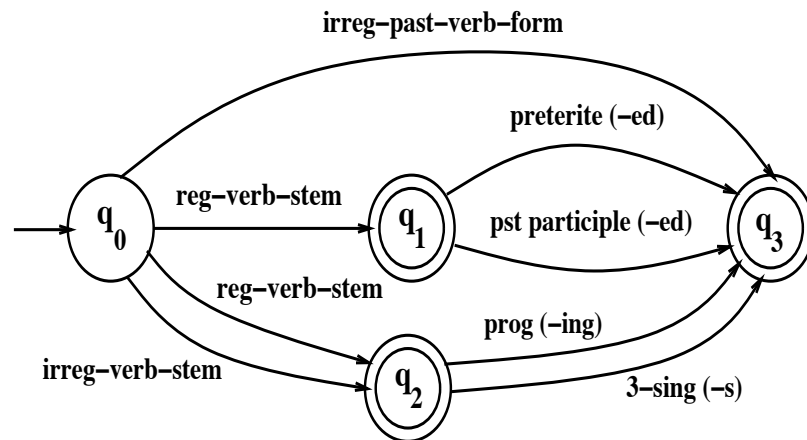 irreg–past–verb–form
preterite (–ed)
reg–verb–stem
q0
q1
pst participle (–ed)
q3
reg–verb–stem
prog (–ing)
irreg–verb–stem
q2
3–sing (–s)